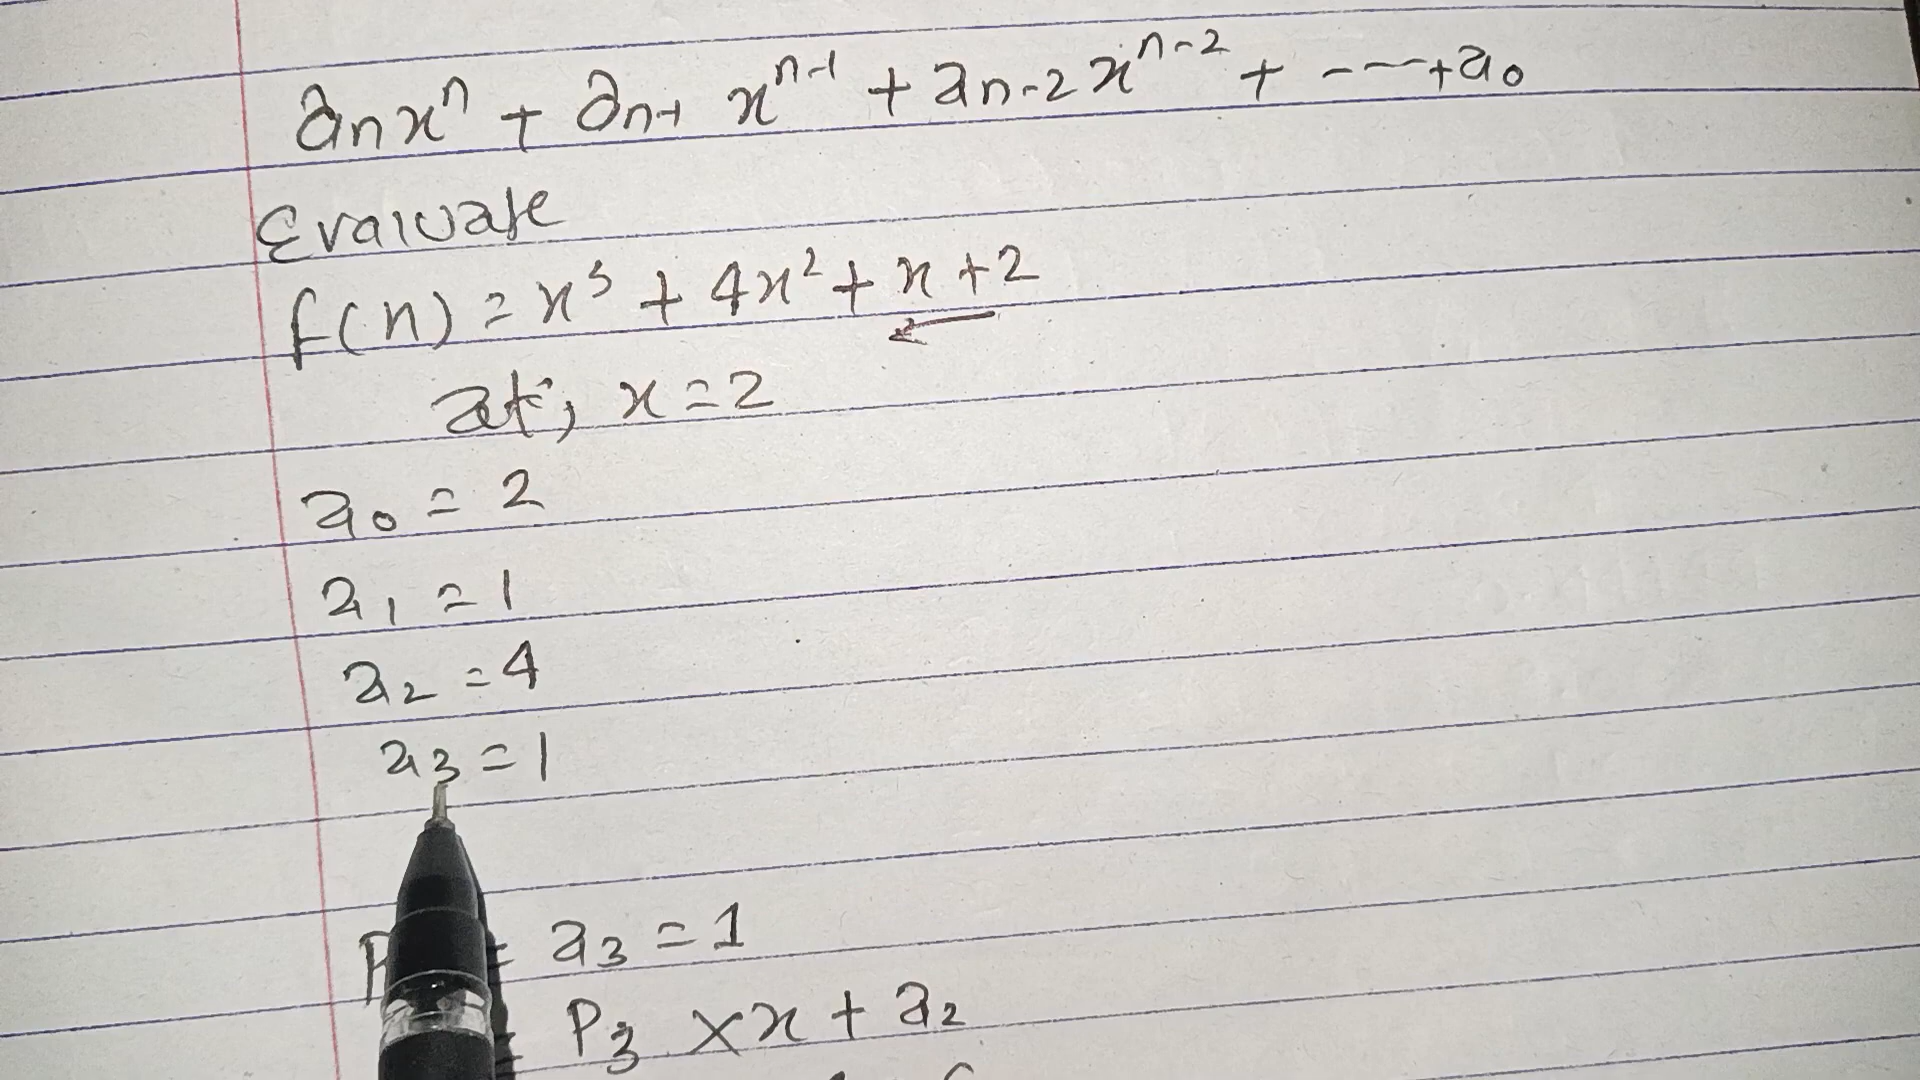 anxⁿ + an-1 xⁿ⁻¹ + an-2 xⁿ⁻² + ---- + a0
Evaluate
f(x) = x³ + 4x² + x + 2
at, x = 2
a0 = 2
a1 = 1
a2 = 4
a3 = 1
P = a3 = 1
= P3 × x + a2